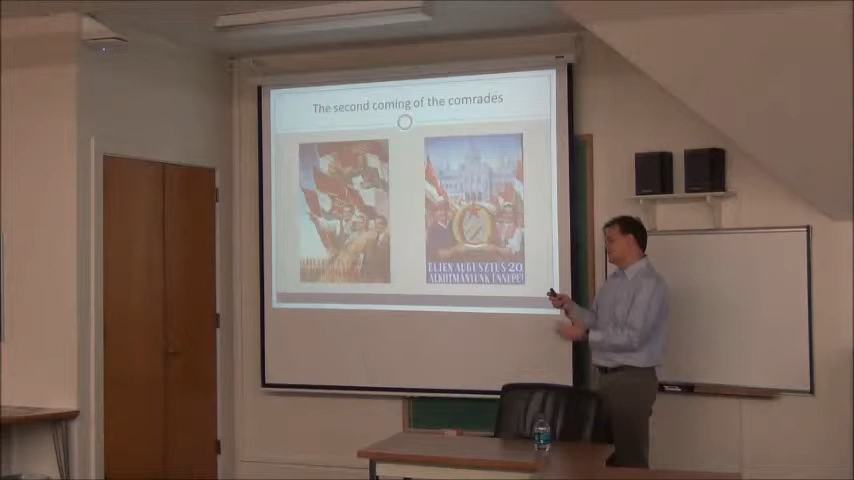 The second coming of the comrades
ÉLJEN AUGUSZTUS 20.
ALKOTMÁNYUNK ÜNNEPE!